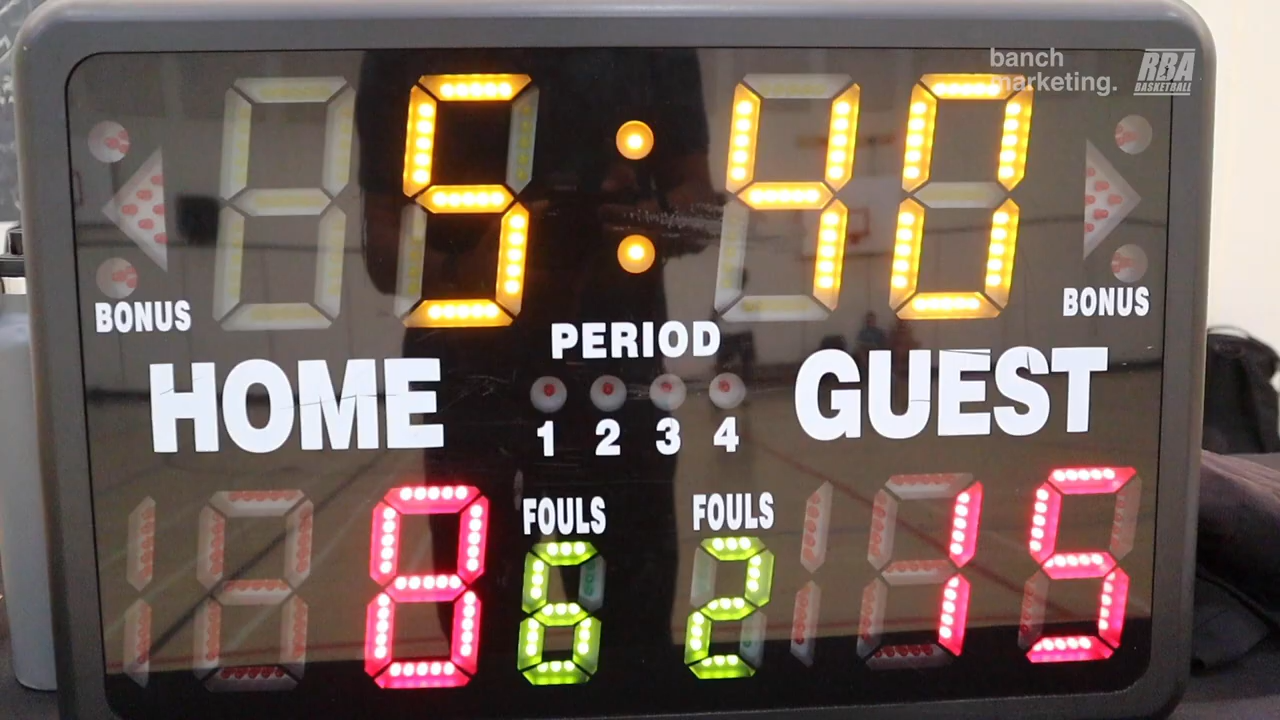 banch
marketing.
RBA
BASKETBALL
5:40
BONUS
BONUS
PERIOD
HOME
GUEST
1 2 3 4
FOULS
FOULS
8
6
2
15